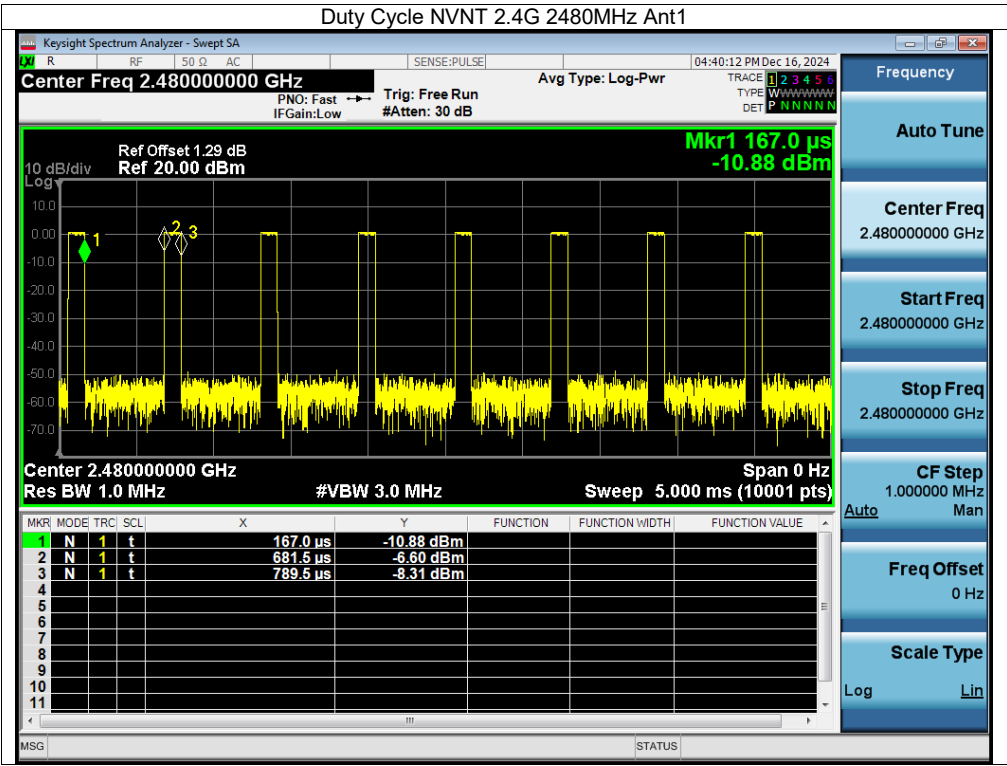 Duty Cycle NVNT 2.4G 2480MHz Ant1
Keysight Spectrum Analyzer - Swept SA
LXI R RF 50 Ω AC SENSE:PULSE 04:40:12 PM Dec 16, 2024
Center Freq 2.480000000 GHz Avg Type: Log-Pwr TRACE 1 2 3 4 5 6
PNO: Fast Trig: Free Run TYPE WWWWWW
IFGain:Low #Atten: 30 dB DET P N N N N N
Frequency
Auto Tune
Center Freq
2.480000000 GHz
Start Freq
2.480000000 GHz
Stop Freq
2.480000000 GHz
CF Step
1.000000 MHz
Auto Man
Freq Offset
0 Hz
Scale Type
Log Lin
Mkr1 167.0 µs
-10.88 dBm
Ref Offset 1.29 dB
10 dB/div Ref 20.00 dBm
Log
10.0
0.00
-10.0
-20.0
-30.0
-40.0
-50.0
-60.0
-70.0
1
2
3
Center 2.480000000 GHz Span 0 Hz
Res BW 1.0 MHz #VBW 3.0 MHz Sweep 5.000 ms (10001 pts)
MKR MODE TRC SCL X Y FUNCTION FUNCTION WIDTH FUNCTION VALUE
1 N 1 t 167.0 µs -10.88 dBm
2 N 1 t 681.5 µs -6.60 dBm
3 N 1 t 789.5 µs -8.31 dBm
4
5
6
7
8
9
10
11
MSG STATUS